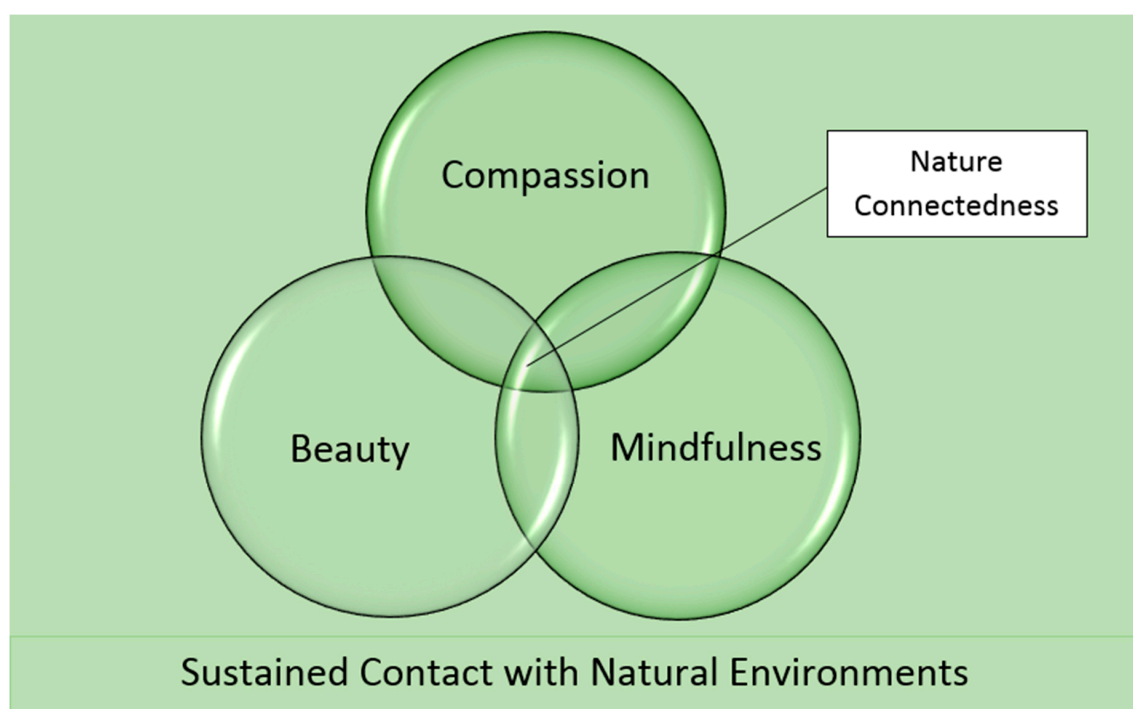 Compassion
Nature
Connectedness
Beauty
Mindfulness
Sustained Contact with Natural Environments